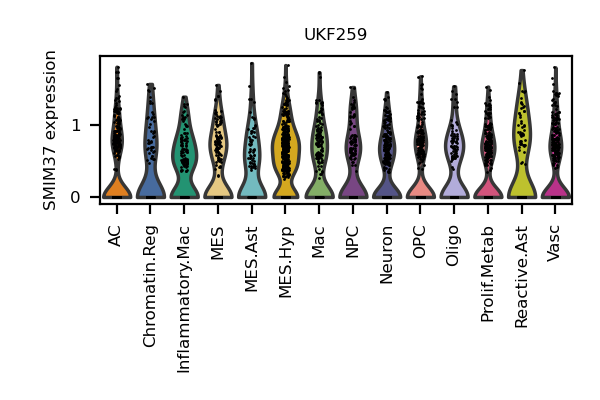 UKF259
SMIM37 expression
1
0
AC
Chromatin.Reg
Inflammatory.Mac
MES
MES.Ast
MES.Hyp
Mac
NPC
Neuron
OPC
Oligo
Prolif.Metab
Reactive.Ast
Vasc